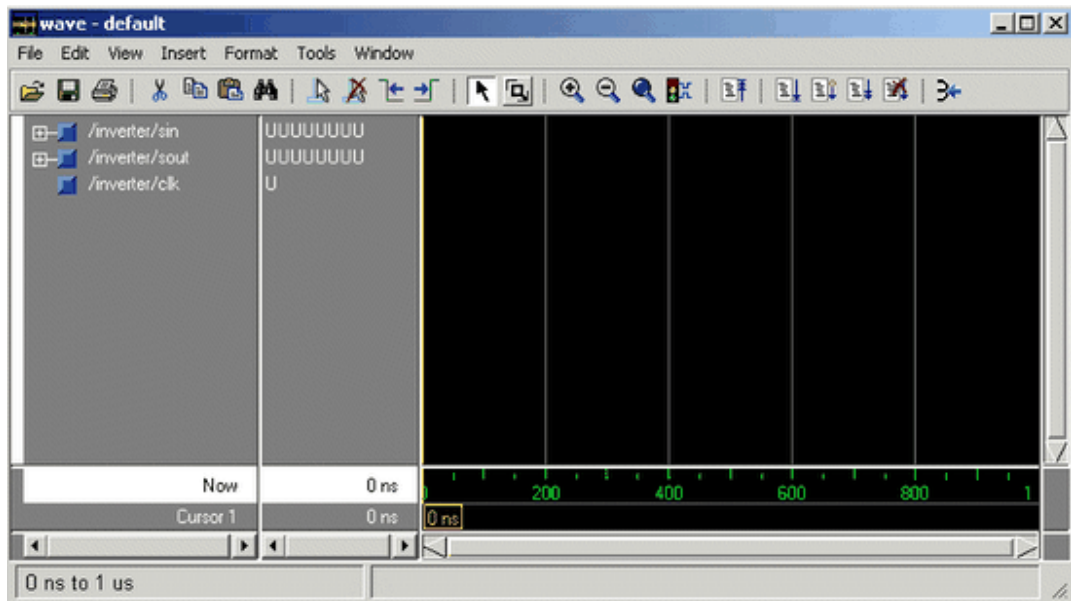 wave - default
File Edit View Insert Format Tools Window
/inverter/sin UUUUUUUU
/inverter/sout UUUUUUUU
/inverter/clk U
Now 0 ns
200 400 600 800 1
Cursor 1 0 ns 0 ns
0 ns to 1 us